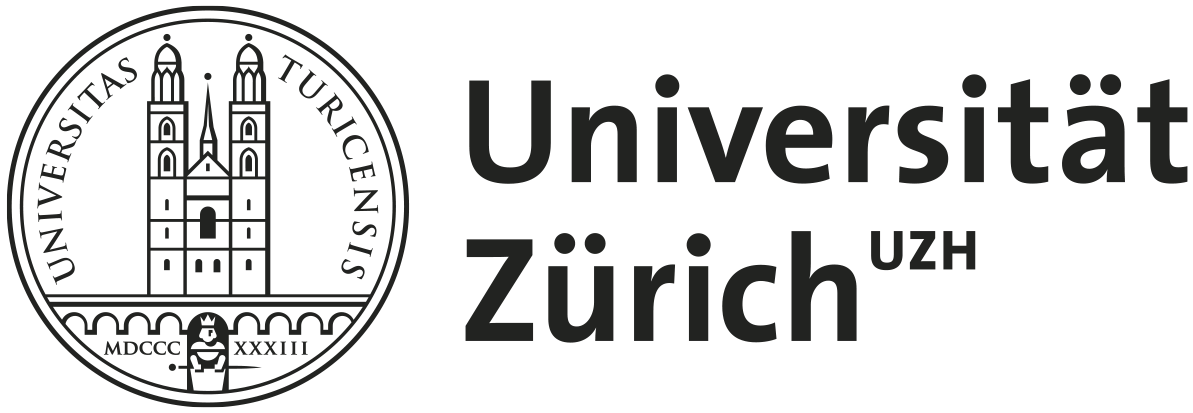 UNIVERSITAS TURICENSIS
MDCCC XXXIII
Universität
Zürich UZH